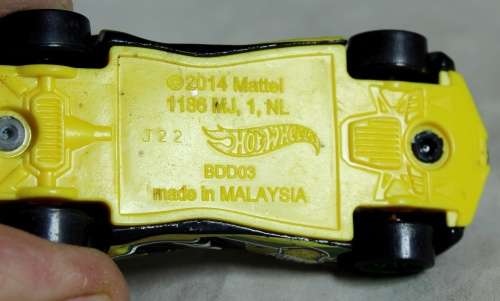 ©2014 Mattel
1186 MJ, 1, NL
J22
HOT WHEELS
BDD03
made in MALAYSIA